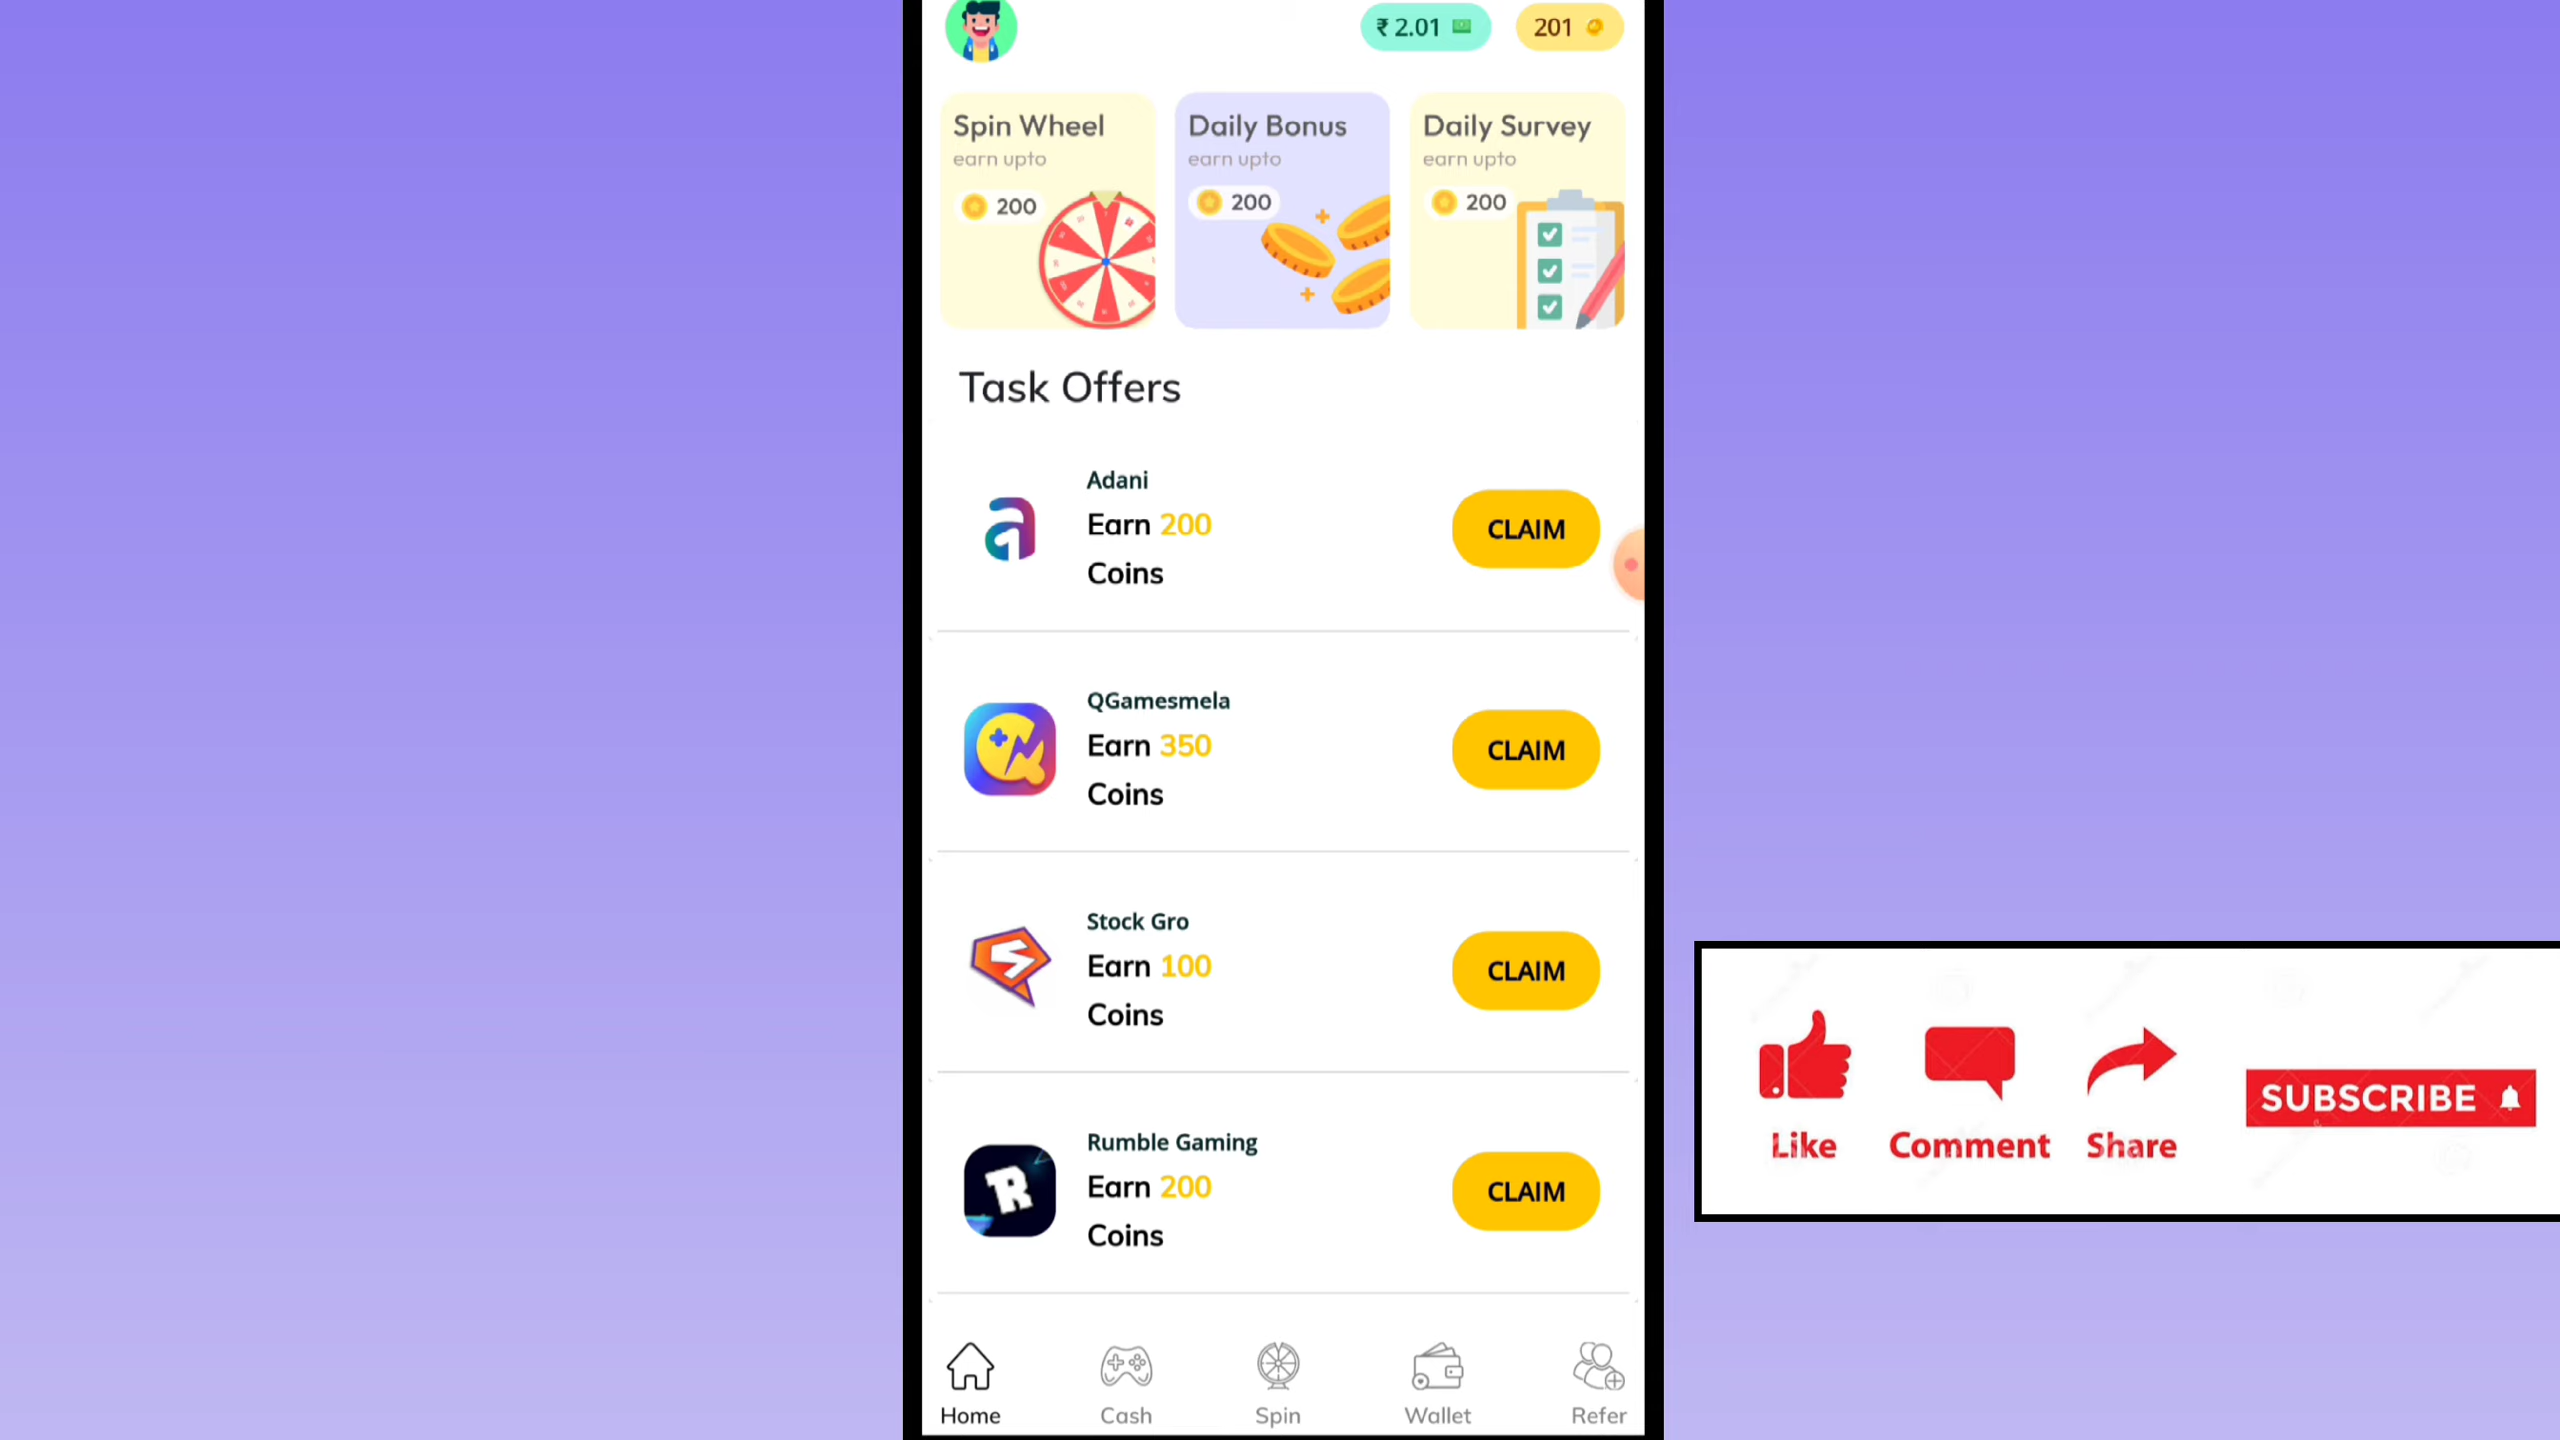 ₹ 2.01
201
Spin Wheel
earn upto
200
Daily Bonus
earn upto
200
Daily Survey
earn upto
200
Task Offers
Adani
Earn 200
Coins
CLAIM
QGamesmela
Earn 350
Coins
CLAIM
Stock Gro
Earn 100
Coins
CLAIM
Rumble Gaming
Earn 200
Coins
CLAIM
Home
Cash
Spin
Wallet
Refer
Like
Comment
Share
SUBSCRIBE